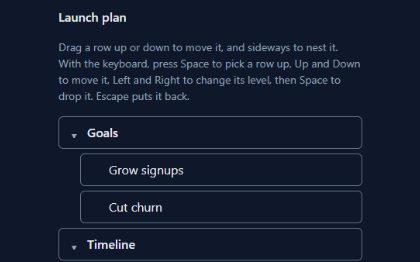 Launch plan
Drag a row up or down to move it, and sideways to nest it.
With the keyboard, press Space to pick a row up, Up and Down
to move it, Left and Right to change its level, then Space to
drop it. Escape puts it back.
Goals
Grow signups
Cut churn
Timeline